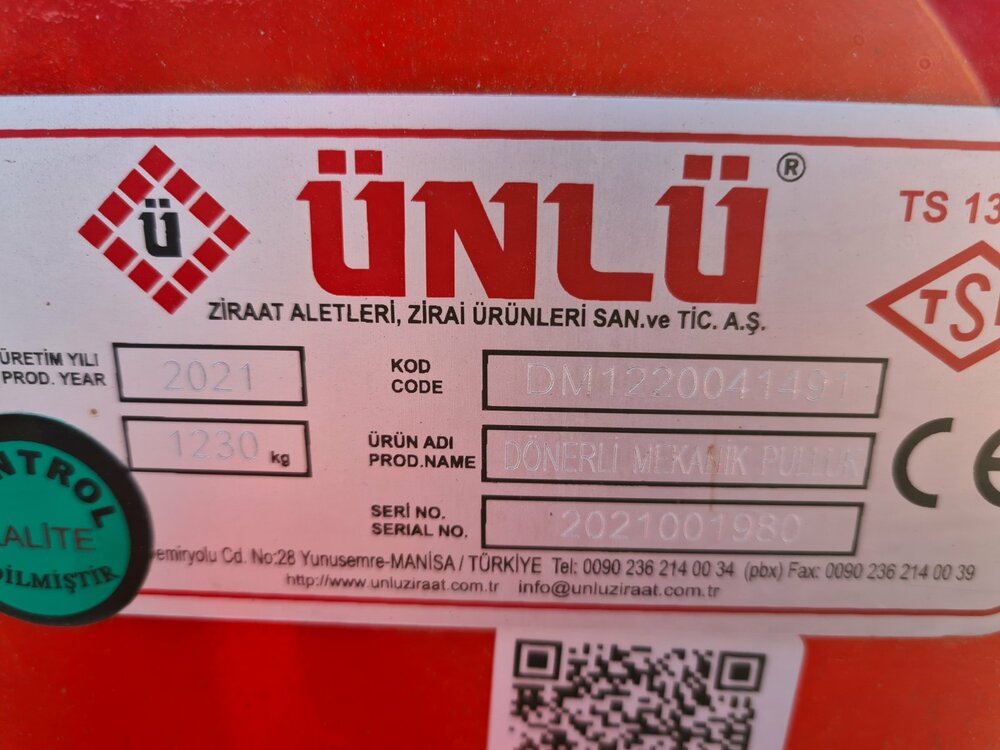 ÜNLÜ ®
Ü
ZİRAAT ALETLERİ, ZİRAİ ÜRÜNLERİ SAN.ve TİC. A.Ş.
TS 13
TS
ÜRETİM YILI
PROD. YEAR
2021
KOD
CODE
DM1220041491
1230 kg
ÜRÜN ADI
PROD.NAME
DÖNERLİ MEKANİK PULLUK
SERİ NO.
SERIAL NO.
2021001980
CE
NTROL
ALİTE
DİLMİŞTİR
emiryolu Cd. No:28 Yunusemre-MANİSA / TÜRKİYE Tel: 0090 236 214 00 34 (pbx) Fax: 0090 236 214 00 39
http://www.unluziraat.com.tr info@unluziraat.com.tr